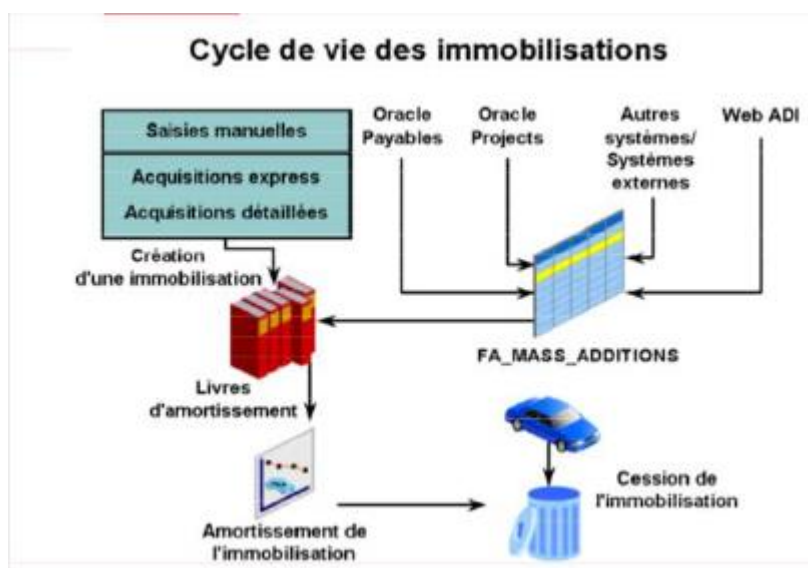 Cycle de vie des immobilisations
Saisies manuelles
Acquisitions express
Acquisitions détaillées
Oracle
Payables
Oracle
Projects
Autres
systèmes/
Systèmes
externes
Web ADI
Création
d'une immobilisation
FA_MASS_ADDITIONS
Livres
d'amortissement
Cession de
l'immobilisation
Amortissement de
l'immobilisation